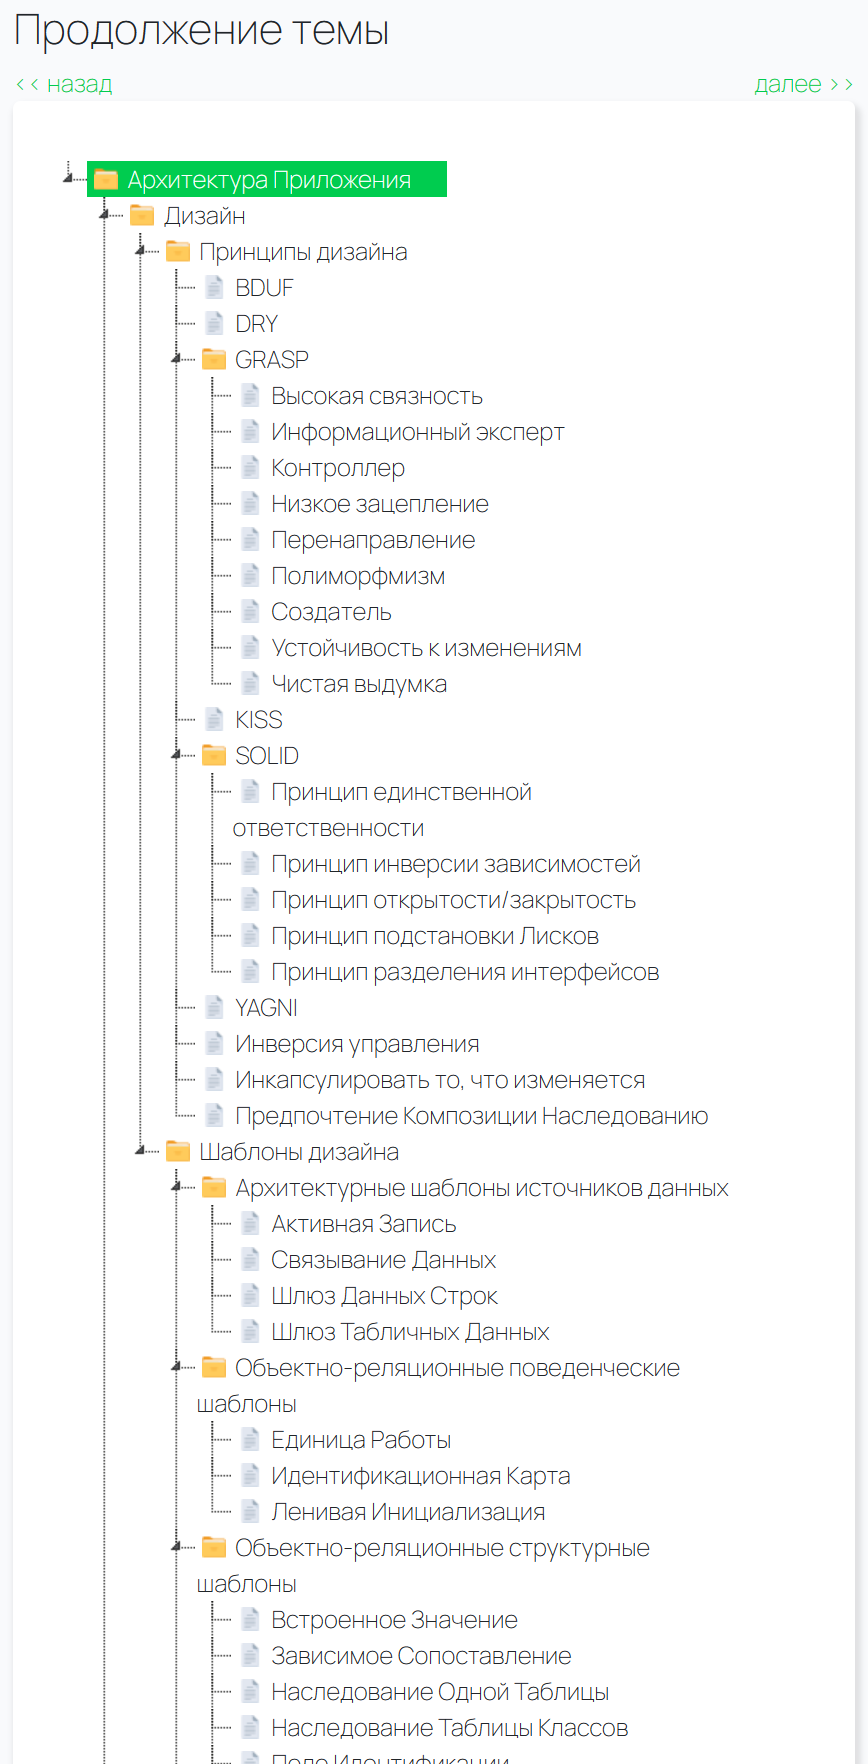 Продолжение темы
<< назад
далее >>
Архитектура Приложения
Дизайн
Принципы дизайна
BDUF
DRY
GRASP
Высокая связность
Информационный эксперт
Контроллер
Низкое зацепление
Перенаправление
Полиморфмизм
Создатель
Устойчивость к изменениям
Чистая выдумка
KISS
SOLID
Принцип единственной
ответственности
Принцип инверсии зависимостей
Принцип открытости/закрытость
Принцип подстановки Лисков
Принцип разделения интерфейсов
YAGNI
Инверсия управления
Инкапсулировать то, что изменяется
Предпочтение Композиции Наследованию
Шаблоны дизайна
Архитектурные шаблоны источников данных
Активная Запись
Связывание Данных
Шлюз Данных Строк
Шлюз Табличных Данных
Объектно-реляционные поведенческие
шаблоны
Единица Работы
Идентификационная Карта
Ленивая Инициализация
Объектно-реляционные структурные
шаблоны
Встроенное Значение
Зависимое Сопоставление
Наследование Одной Таблицы
Наследование Таблицы Классов
Поле Идентификации